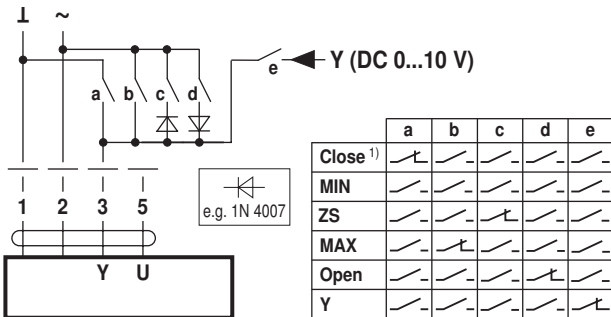 ⊥ ~
e Y (DC 0...10 V)
a b c d
1 2 3 5
e.g. 1N 4007
Y U
a b c d e
Close 1)
MIN
ZS
MAX
Open
Y